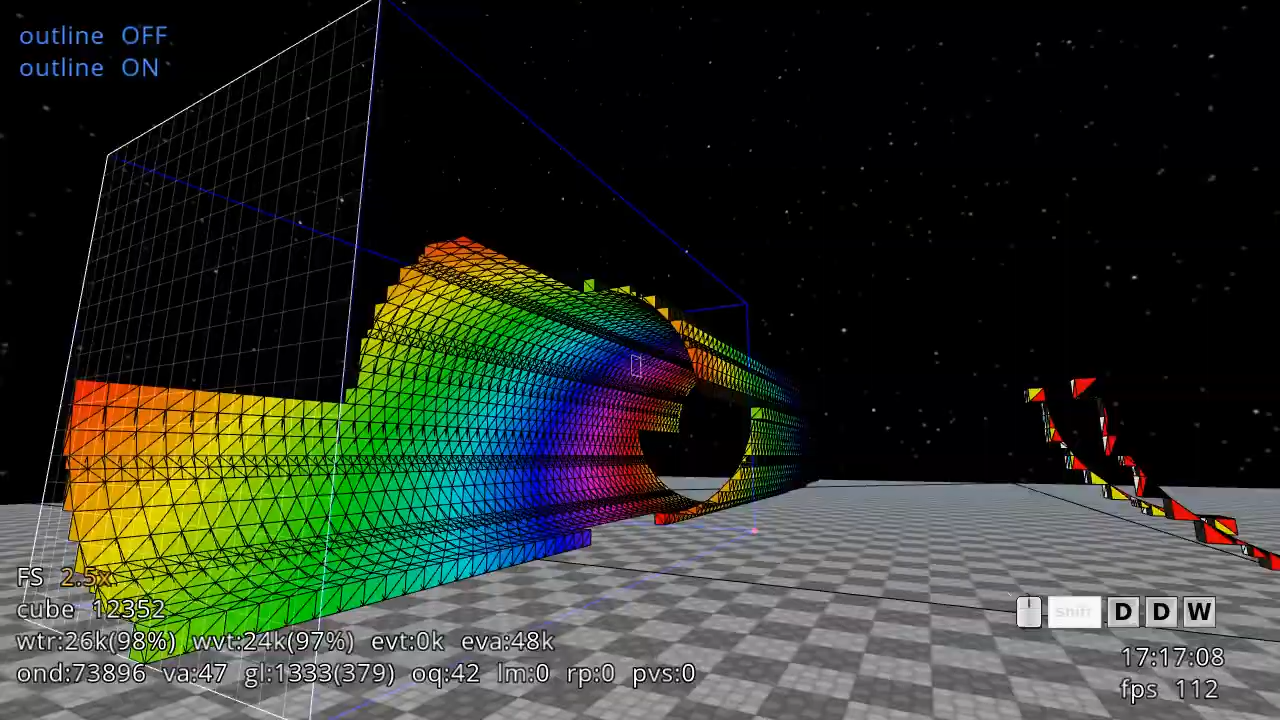 outline OFF
outline ON
FS 2.5x
cube 12352
wtr:26k(98%) wvt:24k(97%) evt:0k eva:48k
ond:73896 va:47 gl:1333(379) oq:42 lm:0 rp:0 pvs:0
Shift D D W
17:17:08
fps 112